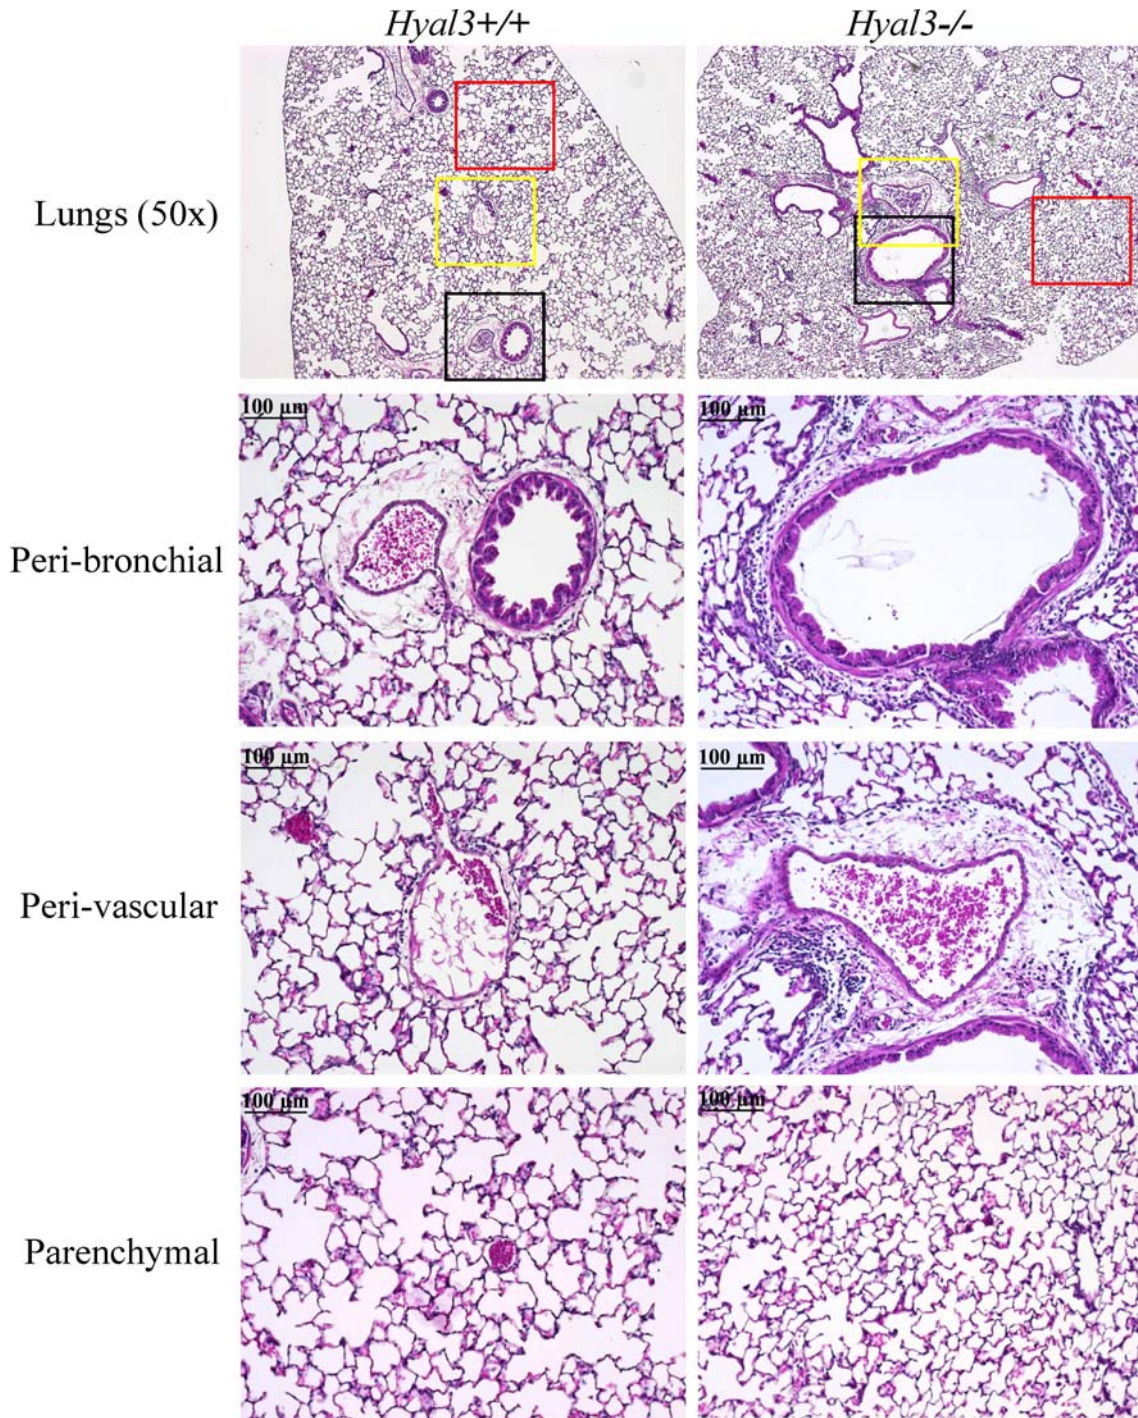 Hyal3+/+ Hyal3-/-
Lungs (50x)
100 µm 100 µm
Peri-bronchial
100 µm 100 µm
Peri-vascular
100 µm 100 µm
Parenchymal